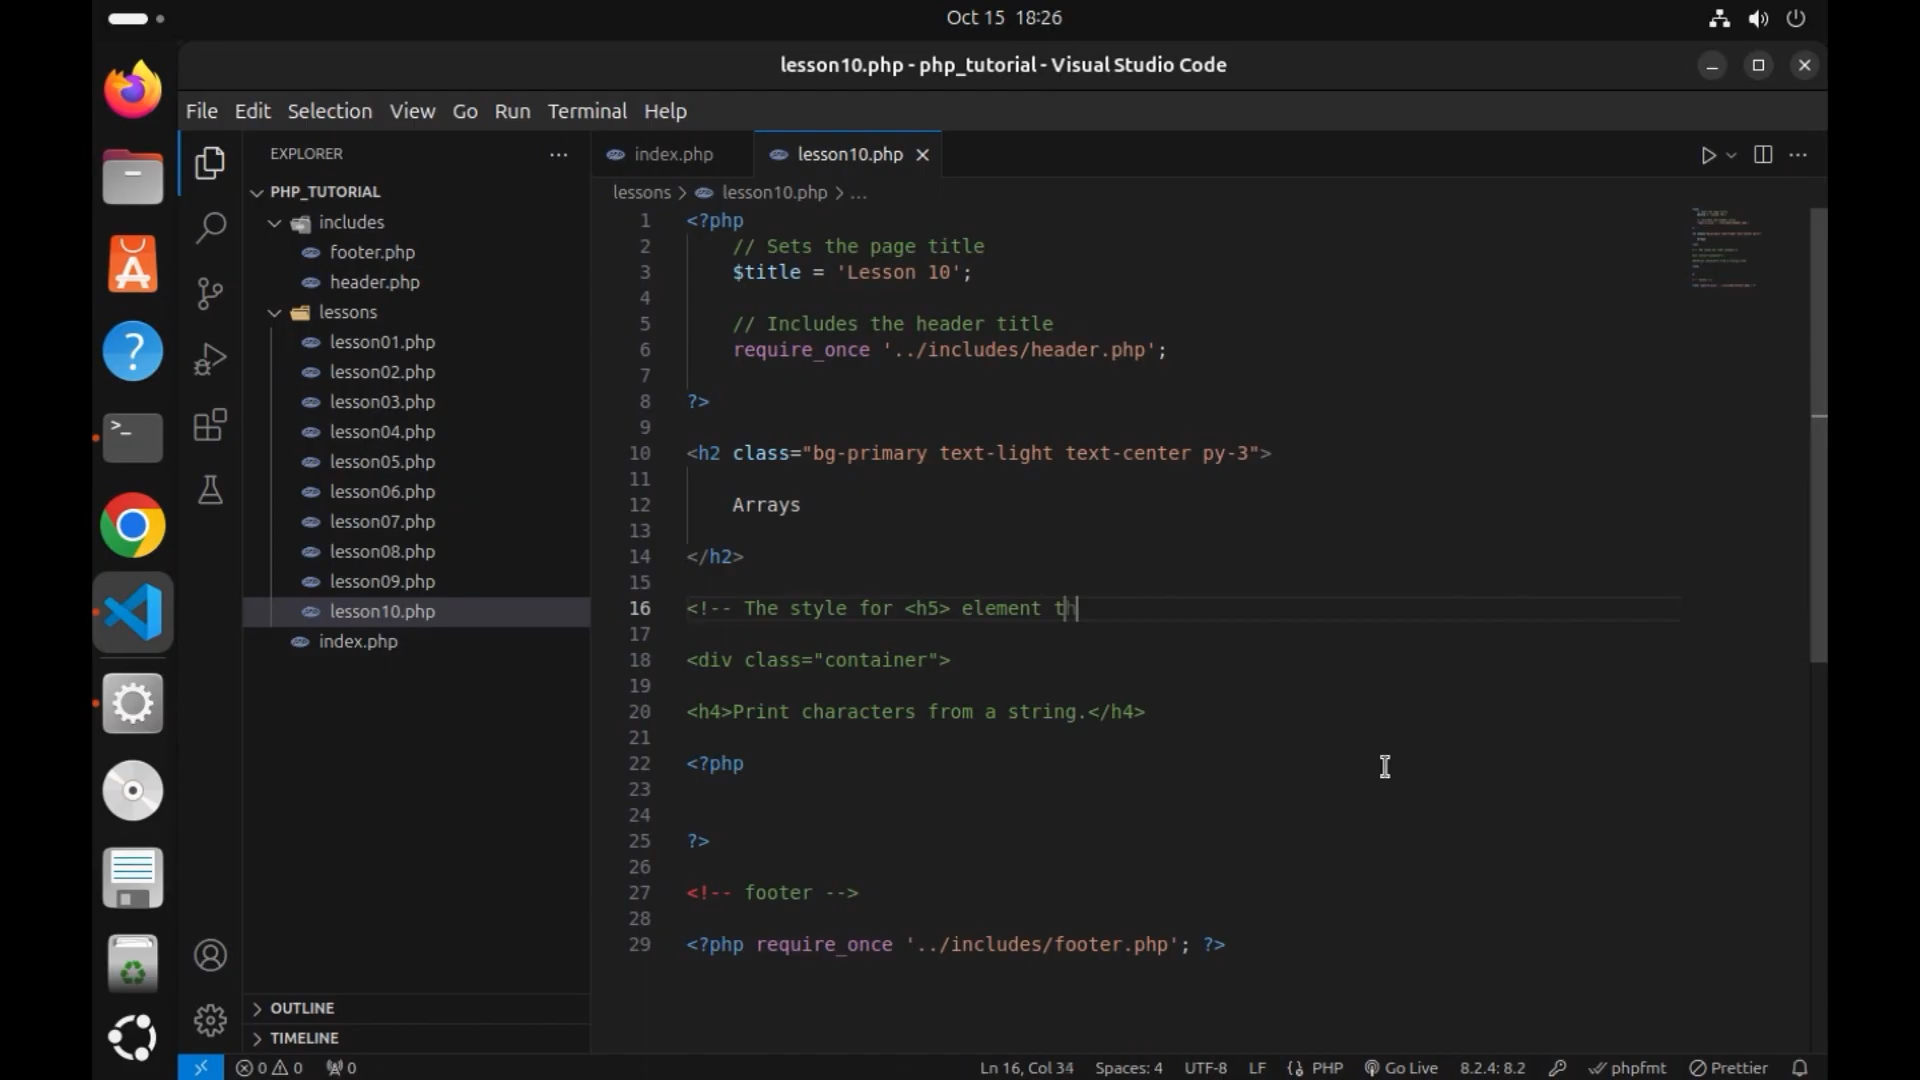 Oct 15 18:26
lesson10.php - php_tutorial - Visual Studio Code
File Edit Selection View Go Run Terminal Help
EXPLORER
PHP_TUTORIAL
includes
footer.php
header.php
lessons
lesson01.php
lesson02.php
lesson03.php
lesson04.php
lesson05.php
lesson06.php
lesson07.php
lesson08.php
lesson09.php
lesson10.php
index.php
OUTLINE
TIMELINE
index.php lesson10.php
lessons > lesson10.php > ...
1 <?php
2 // Sets the page title
3 $title = 'Lesson 10';
4
5 // Includes the header title
6 require_once '../includes/header.php';
7
8 ?>
9
10 <h2 class="bg-primary text-light text-center py-3">
11
12 Arrays
13
14 </h2>
15
16 <!-- The style for <h5> element th
17
18 <div class="container">
19
20 <h4>Print characters from a string.</h4>
21
22 <?php
23
24
25 ?>
26
27 <!-- footer -->
28
29 <?php require_once '../includes/footer.php'; ?>
0 0 0 Ln 16, Col 34 Spaces: 4 UTF-8 LF PHP Go Live 8.2.4: 8.2 phpfmt Prettier